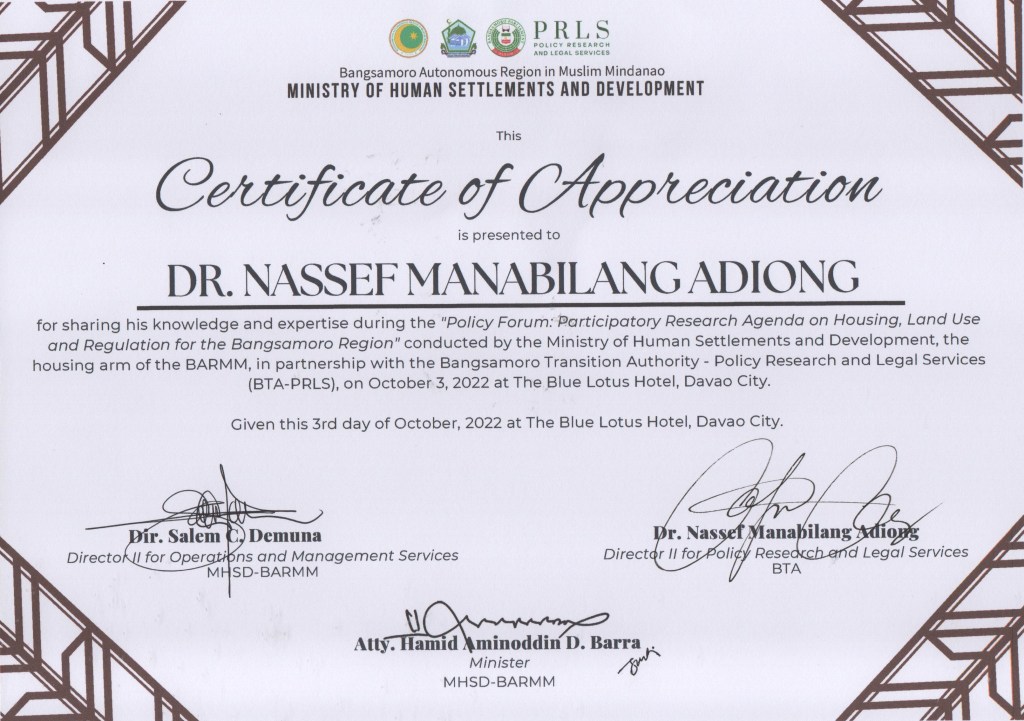 PRLS
POLICY RESEARCH
AND LEGAL SERVICES
Bangsamoro Autonomous Region in Muslim Mindanao
MINISTRY OF HUMAN SETTLEMENTS AND DEVELOPMENT
This
Certificate of Appreciation
is presented to
DR. NASSEF MANABILANG ADIONG
for sharing his knowledge and expertise during the "Policy Forum: Participatory Research Agenda on Housing, Land Use
and Regulation for the Bangsamoro Region" conducted by the Ministry of Human Settlements and Development, the
housing arm of the BARMM, in partnership with the Bangsamoro Transition Authority - Policy Research and Legal Services
(BTA-PRLS), on October 3, 2022 at The Blue Lotus Hotel, Davao City.
Given this 3rd day of October, 2022 at The Blue Lotus Hotel, Davao City.
Dir. Salem C. Demuna
Director II for Operations and Management Services
MHSD-BARMM
Dr. Nassef Manabilang Adiong
Director II for Policy Research and Legal Services
BTA
Atty. Hamid Aminoddin D. Barra
Minister
MHSD-BARMM